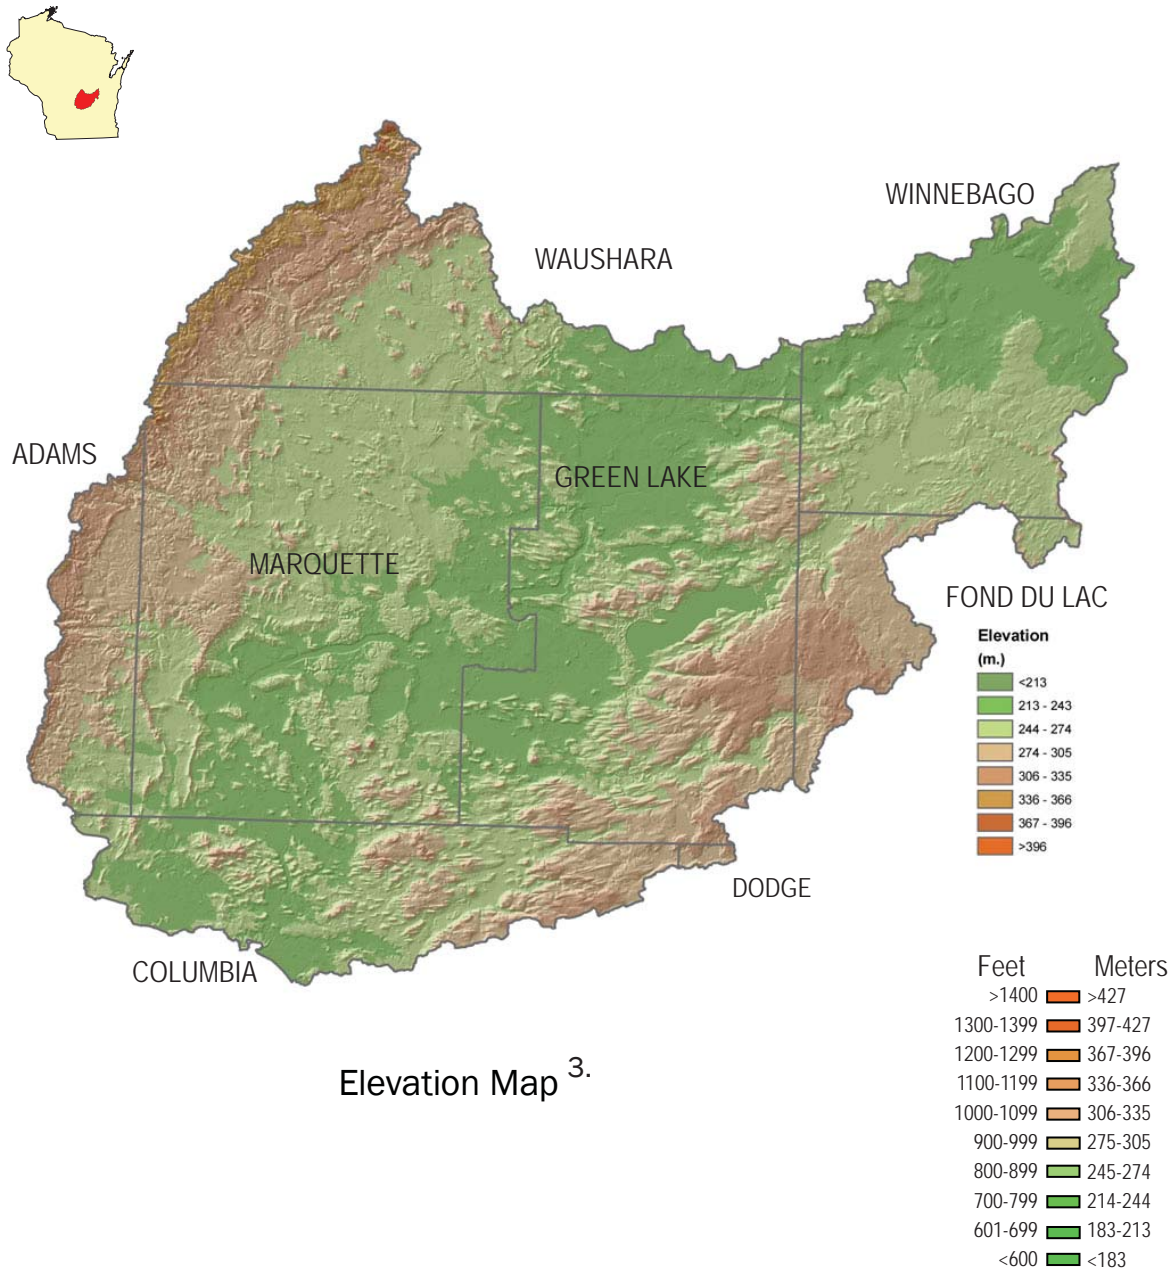 WINNEBAGO
WAUSHARA
ADAMS
GREEN LAKE
MARQUETTE
FOND DU LAC
Elevation
(m.)
<213
213 - 243
244 - 274
274 - 305
306 - 335
336 - 366
367 - 396
>396
DODGE
COLUMBIA
Elevation Map 3.
Feet Meters
>1400 >427
1300-1399 397-427
1200-1299 367-396
1100-1199 336-366
1000-1099 306-335
900-999 275-305
800-899 245-274
700-799 214-244
601-699 183-213
<600 <183